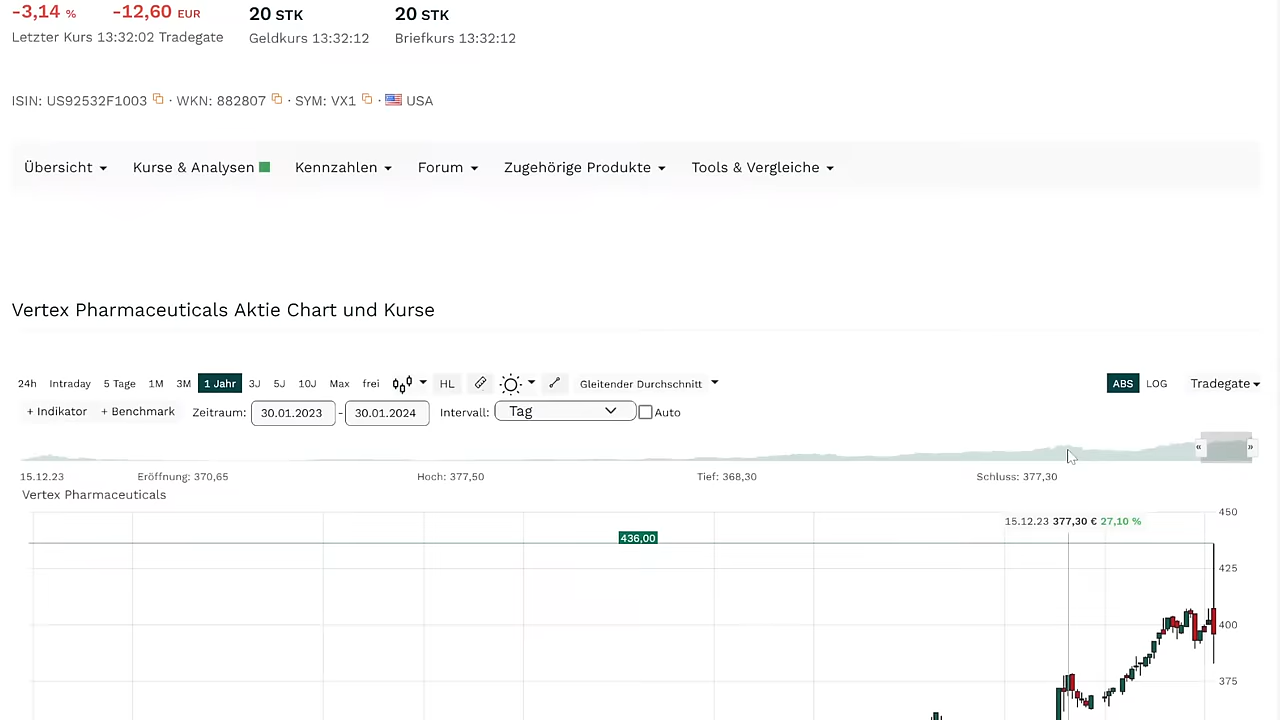 -3,14 % -12,60 EUR 20 STK 20 STK
Letzter Kurs 13:32:02 Tradegate Geldkurs 13:32:12 Briefkurs 13:32:12
ISIN: US92532F1003 · WKN: 882807 · SYM: VX1 · USA
Übersicht Kurse & Analysen Kennzahlen Forum Zugehörige Produkte Tools & Vergleiche
Vertex Pharmaceuticals Aktie Chart und Kurse
24h Intraday 5 Tage 1M 3M 1 Jahr 3J 5J 10J Max frei HL Gleitender Durchschnitt ABS LOG Tradegate
+ Indikator + Benchmark Zeitraum: 30.01.2023 - 30.01.2024 Intervall: Tag Auto
« »
15.12.23 Eröffnung: 370,65 Hoch: 377,50 Tief: 368,30 Schluss: 377,30
Vertex Pharmaceuticals
450
15.12.23 377,30 € 27,10 %
436,00
425
400
375